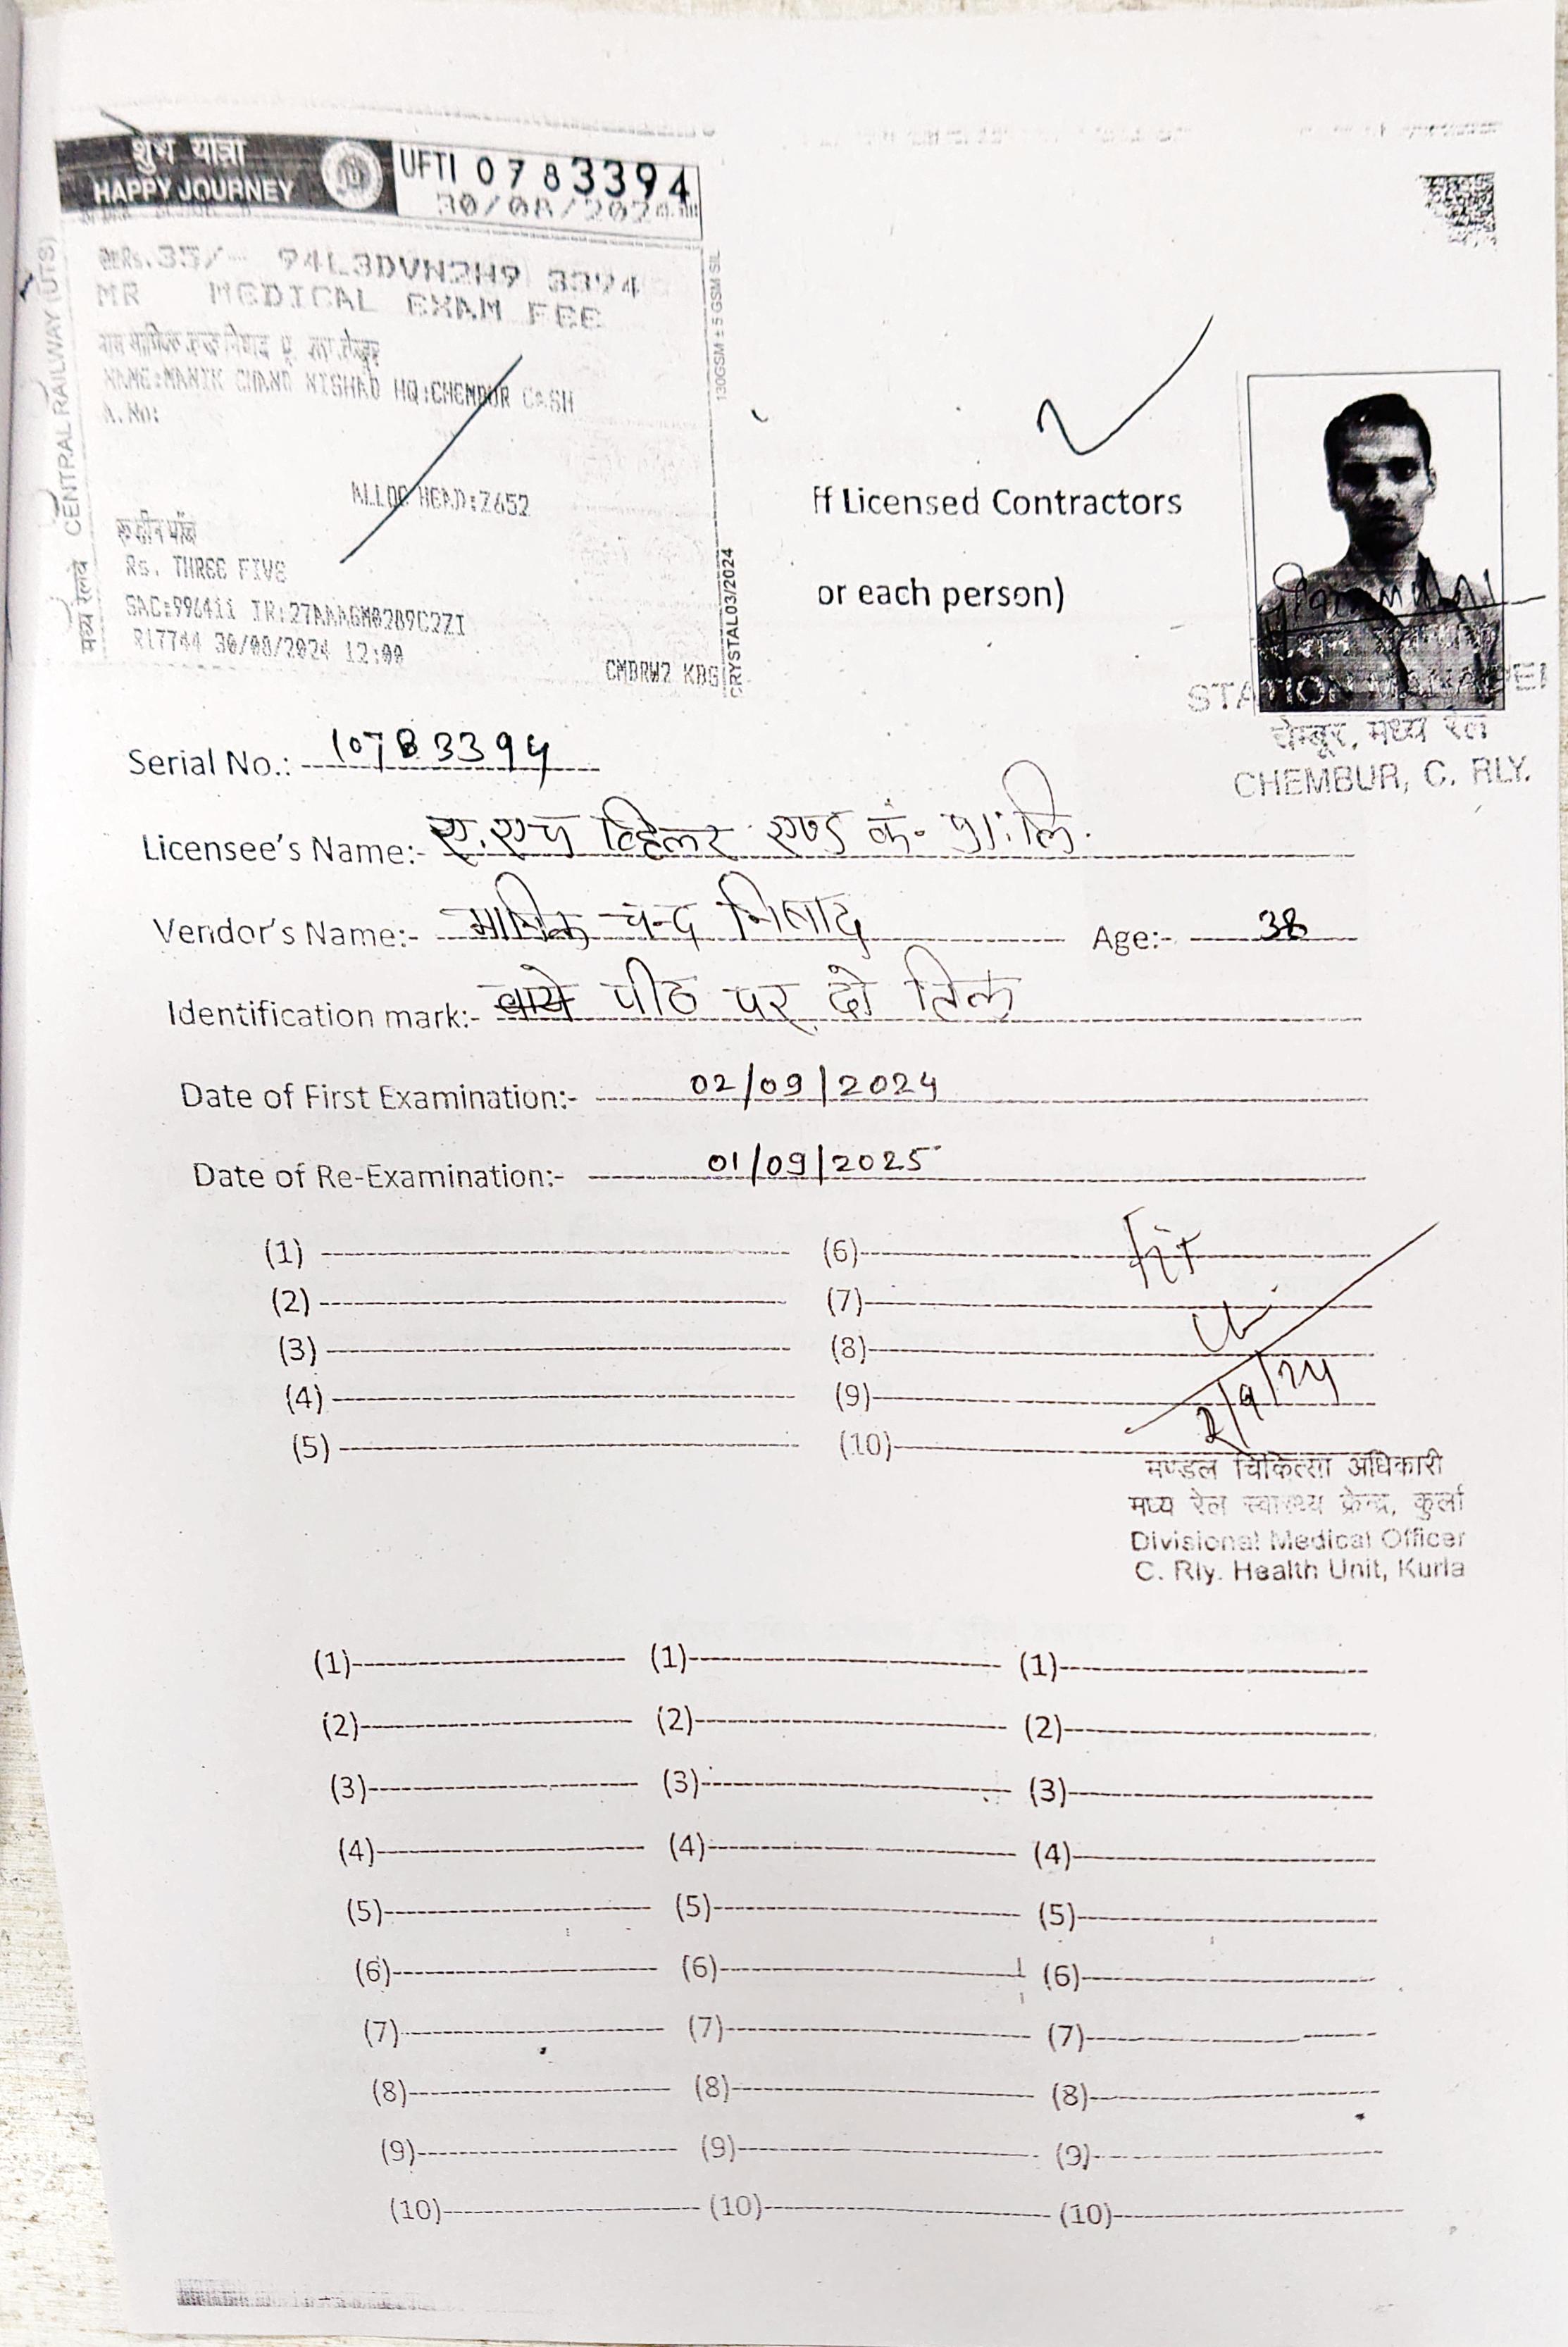 शुभ यात्रा
HAPPY JOURNEY
UFTI 0783394
30/08/2024
Rs.35/- 94L3DVN2H9 3394
MR MEDICAL EXAM FEE
NAME:MANIK CHAND NISHAD HQ:CHEMBUR CASH
A.No:
ALLOC HEAD:Z652
रु तीन पाँच
Rs. THREE FIVE
SAC:996411 IR:27AAAGM0289C2ZI
R17744 30/08/2024 12:00
CMBRW2 KBG
मध्य रेलवे CENTRAL RAILWAY (UTS)
130GSM ± 5 GSM SIL
CRYSTAL03/2024
ff Licensed Contractors
or each person)
STATION MANAGER
चेम्बूर, मध्य रेल
CHEMBUR, C. RLY.
Serial No.: 10783394
Licensee's Name:- ए.एच व्हिलर एण्ड कं. प्रा. लि.
Vendor's Name:- माणिक चन्द निषाद Age:- 38
Identification mark:- बाये पीठ पर दो तिल
Date of First Examination:- 02/09/2024
Date of Re-Examination:- 01/09/2025
(1) (6) Fit
(2) (7)
(3) (8)
(4) (9) 2/9/24
(5) (10)
मण्डल चिकित्सा अधिकारी
मध्य रेल स्वास्थ्य केन्द्र, कुर्ला
Divisional Medical Officer
C. Rly. Health Unit, Kurla
(1) (1) (1)
(2) (2) (2)
(3) (3) (3)
(4) (4) (4)
(5) (5) (5)
(6) (6) (6)
(7) (7) (7)
(8) (8) (8)
(9) (9) (9)
(10) (10) (10)